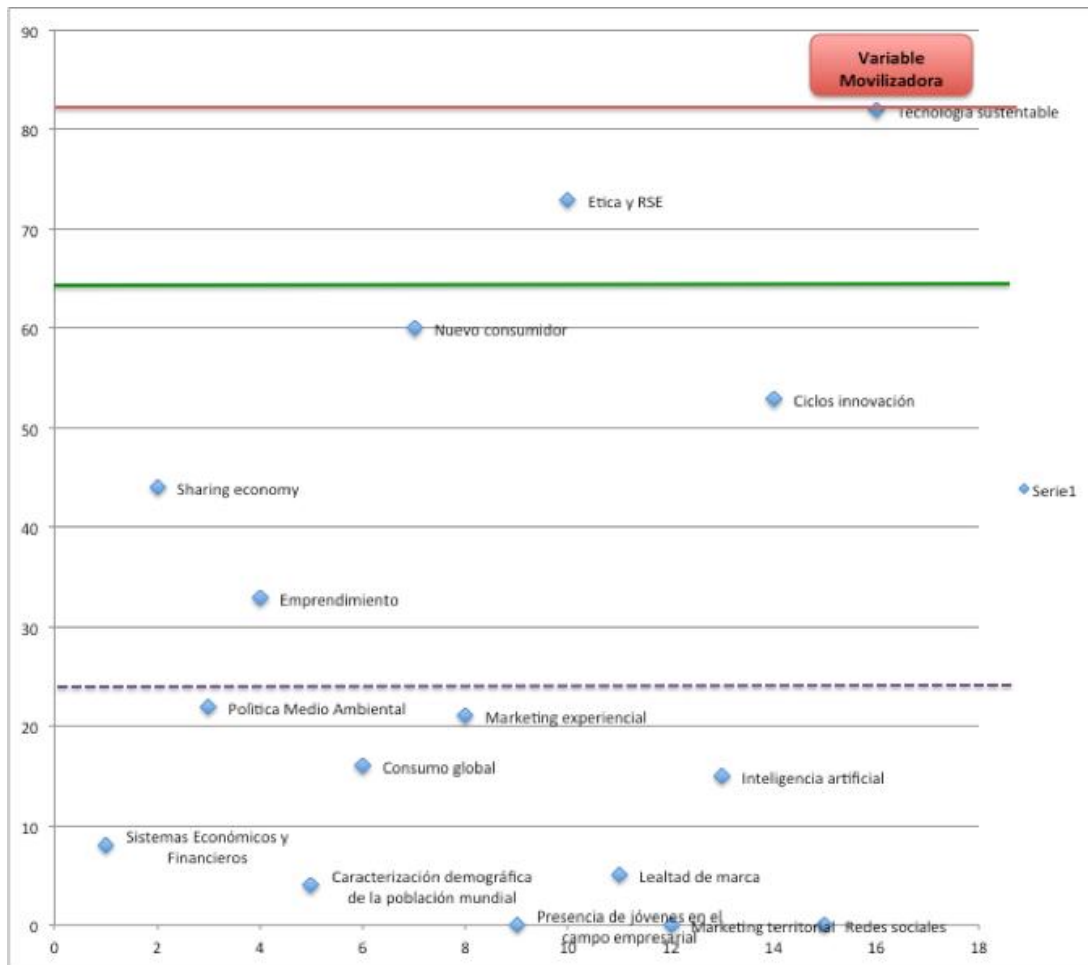 90
Variable
Movilizadora
80
Tecnología sustentable
70
Etica y RSE
60
Nuevo consumidor
Ciclos innovación
50
Sharing economy
Serie1
40
Emprendimiento
30
Polìtica Medio Ambiental
Marketing experiencial
20
Consumo global
Inteligencia artificial
10
Sistemas Económicos y
Financieros
Caracterización demográfica
de la población mundial
Lealtad de marca
Presencia de jóvenes en el
campo empresarial
Marketing territorial
Redes sociales
0
0 2 4 6 8 10 12 14 16 18